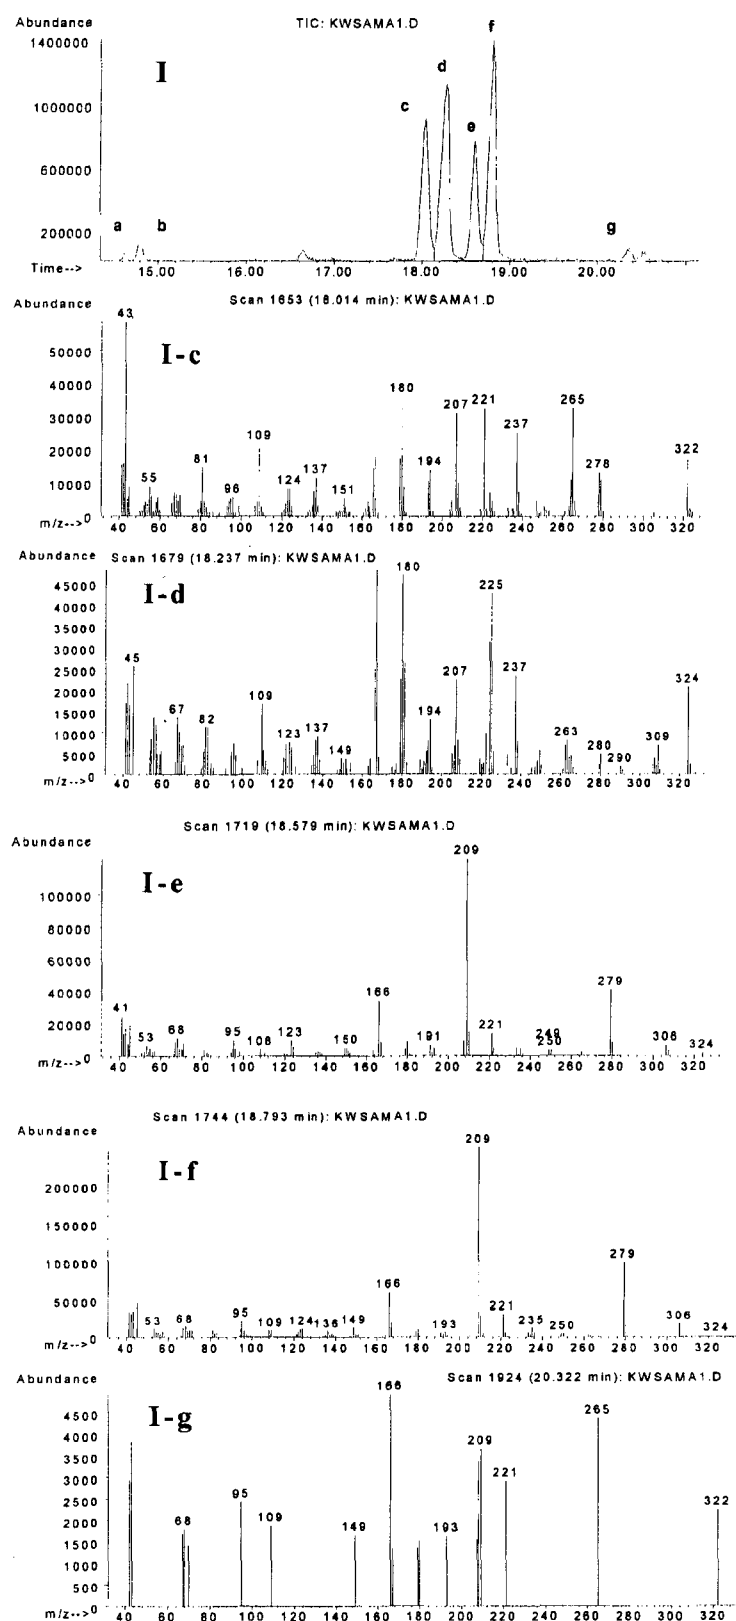 Abundance TIC: KWSAMA1.D
1400000
1000000
600000
200000
I
a
b
c
d
e
f
g
Time--> 15.00 16.00 17.00 18.00 19.00 20.00
Abundance Scan 1653 (18.014 min): KWSAMA1.D
I-c
50000
40000
30000
20000
10000
0
43 55 81 96 109 124 137 151 180 194 207 221 237 265 278 322
m/z--> 40 60 80 100 120 140 160 180 200 220 240 260 280 300 320
Abundance Scan 1679 (18.237 min): KWSAMA1.D
I-d
45000
40000
35000
30000
25000
20000
15000
10000
5000
0
45 67 82 109 123 137 149 180 194 207 225 237 263 280 290 309 324
m/z--> 40 60 80 100 120 140 160 180 200 220 240 260 280 300 320
Scan 1719 (18.579 min): KWSAMA1.D
Abundance
I-e
100000
80000
60000
40000
20000
0
41 53 68 95 108 123 150 166 191 209 221 249 250 279 308 324
m/z--> 40 60 80 100 120 140 160 180 200 220 240 260 280 300 320
Scan 1744 (18.793 min): KWSAMA1.D
Abundance
I-f
200000
150000
100000
50000
0
53 68 95 109 124 136 149 166 193 209 221 235 250 279 306 324
m/z--> 40 60 80 100 120 140 160 180 200 220 240 260 280 300 320
Abundance Scan 1924 (20.322 min): KWSAMA1.D
I-g
4500
4000
3500
3000
2500
2000
1500
1000
500
0
68 95 109 149 166 193 209 221 265 322
m/z--> 40 60 80 100 120 140 160 180 200 220 240 260 280 300 320